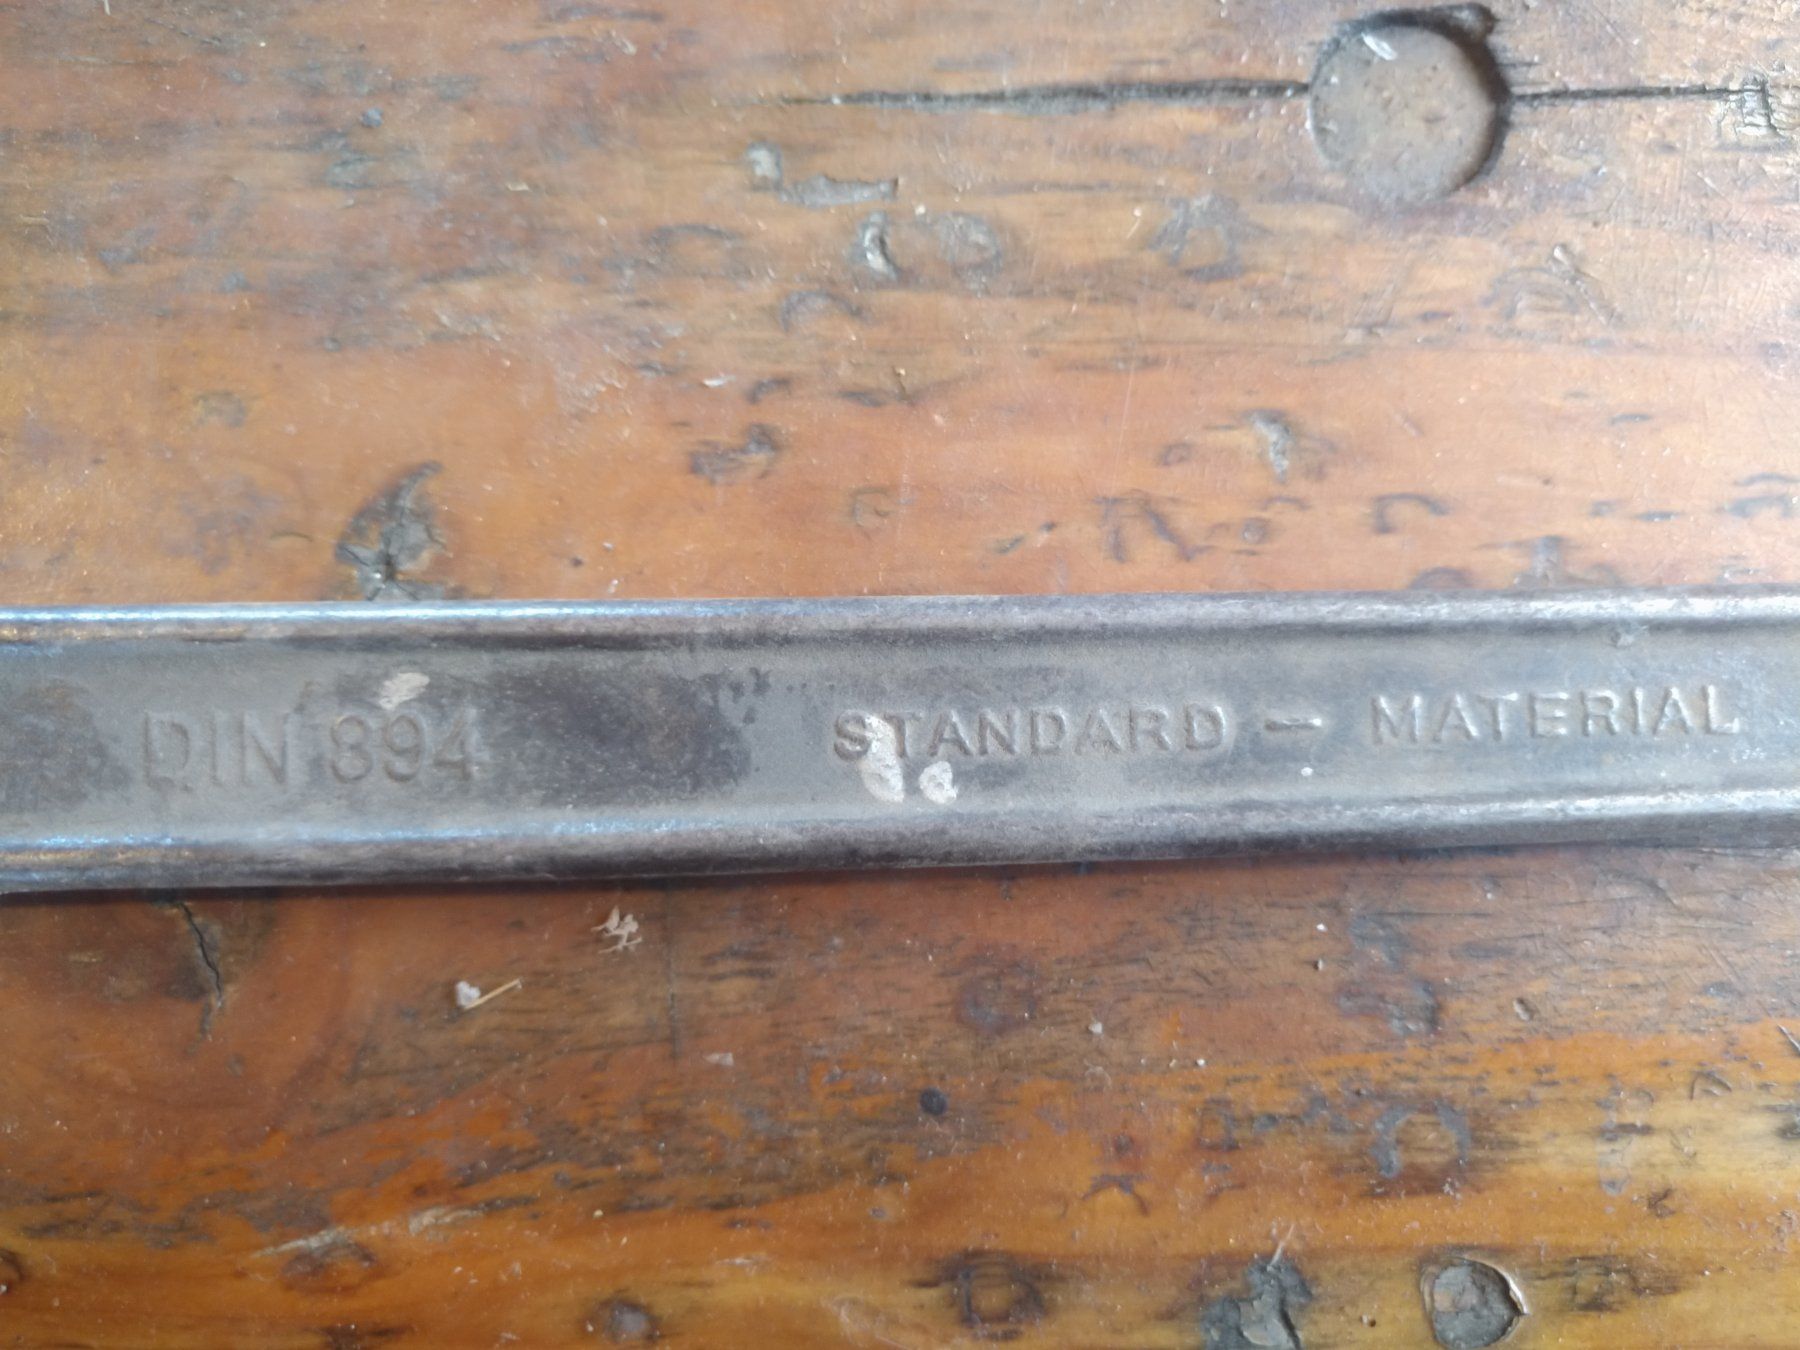 DIN 894 STANDARD - MATERIAL